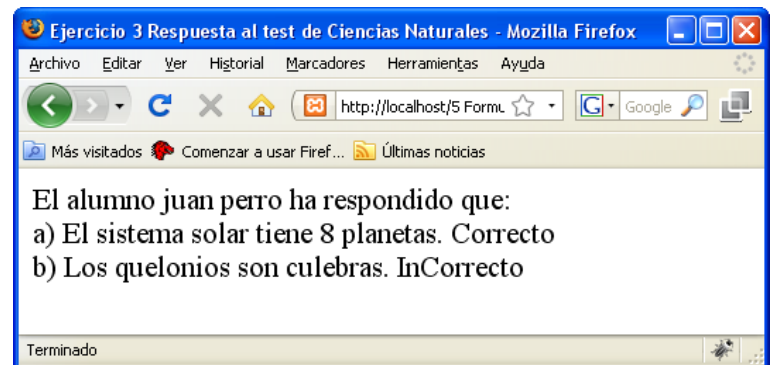 Ejercicio 3 Respuesta al test de Ciencias Naturales - Mozilla Firefox
Archivo Editar Ver Historial Marcadores Herramientas Ayuda
http://localhost/5 Formu G Google
Más visitados Comenzar a usar Firef... Últimas noticias
El alumno juan perro ha respondido que:
a) El sistema solar tiene 8 planetas. Correcto
b) Los quelonios son culebras. InCorrecto
Terminado